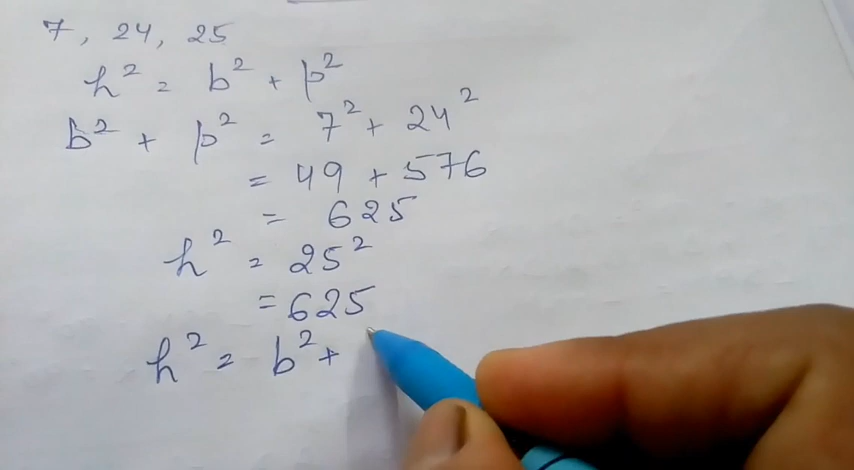 7, 24, 25
h² = b² + p²
b² + p² = 7² + 24²
= 49 + 576
= 625
h² = 25²
= 625
h² = b² +